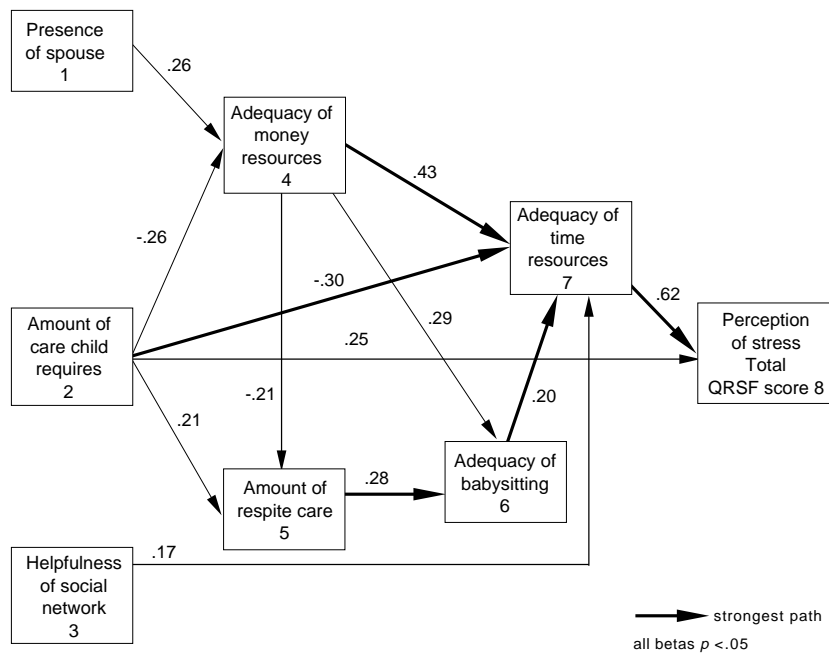 Presence
of spouse
1
.26
Adequacy of
money
resources
4
.43
-.26
Adequacy of
time
resources
7
-.30
.62
Amount of
care child
requires
2
.29
.25
Perception
of stress
Total
QRSF score 8
-.21
.20
.21
Adequacy of
babysitting
6
Amount of
respite care
5
.28
.17
Helpfulness
of social
network
3
strongest path
all betas p <.05